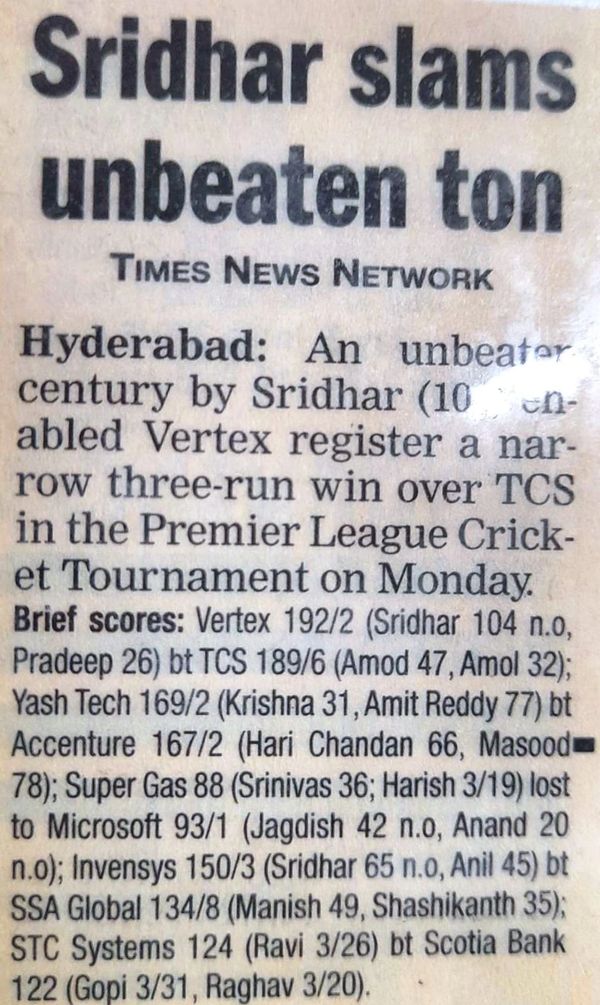 Sridhar slams
unbeaten ton
TIMES NEWS NETWORK
Hyderabad: An unbeaten
century by Sridhar (10 en-
abled Vertex register a nar-
row three-run win over TCS
in the Premier League Crick-
et Tournament on Monday.
Brief scores: Vertex 192/2 (Sridhar 104 n.o,
Pradeep 26) bt TCS 189/6 (Amod 47, Amol 32);
Yash Tech 169/2 (Krishna 31, Amit Reddy 77) bt
Accenture 167/2 (Hari Chandan 66, Masood
78); Super Gas 88 (Srinivas 36; Harish 3/19) lost
to Microsoft 93/1 (Jagdish 42 n.o, Anand 20
n.o); Invensys 150/3 (Sridhar 65 n.o, Anil 45) bt
SSA Global 134/8 (Manish 49, Shashikanth 35);
STC Systems 124 (Ravi 3/26) bt Scotia Bank
122 (Gopi 3/31, Raghav 3/20).